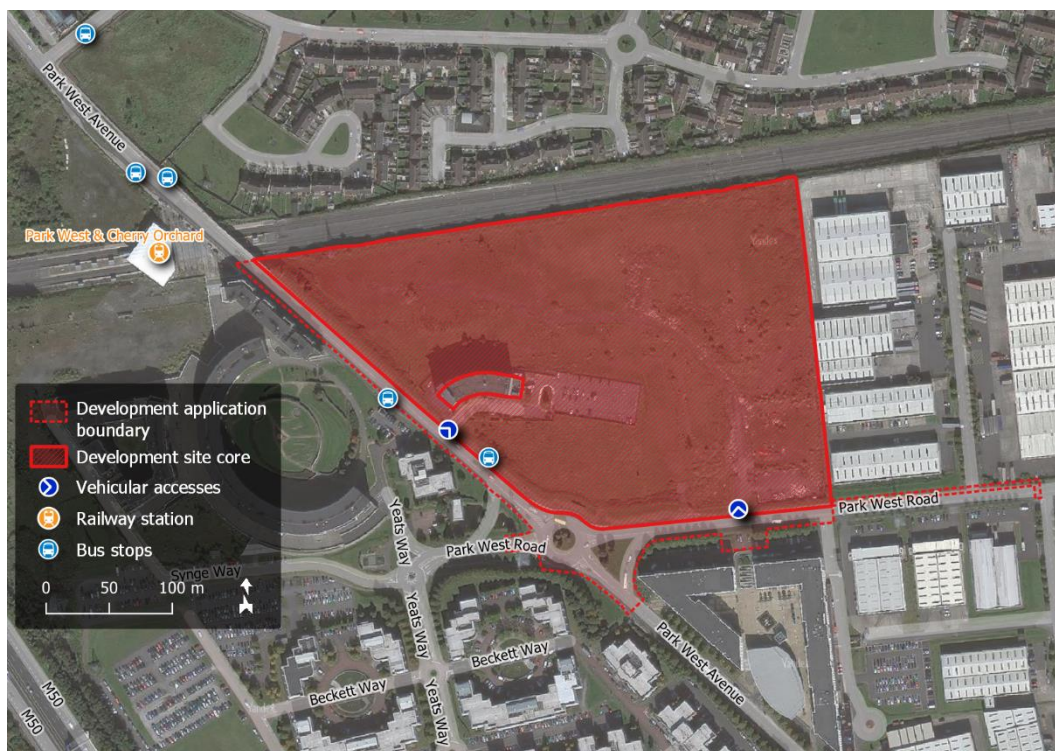 Park West Avenue
Park West & Cherry Orchard
Development application
boundary
Development site core
Vehicular accesses
Railway station
Bus stops
0 50 100 m
Park West Road
Park West Road
Yeats Way
Synge Way
Yeats Way
Beckett Way
Beckett Way
Yeats Way
Park West Avenue
M50
M50